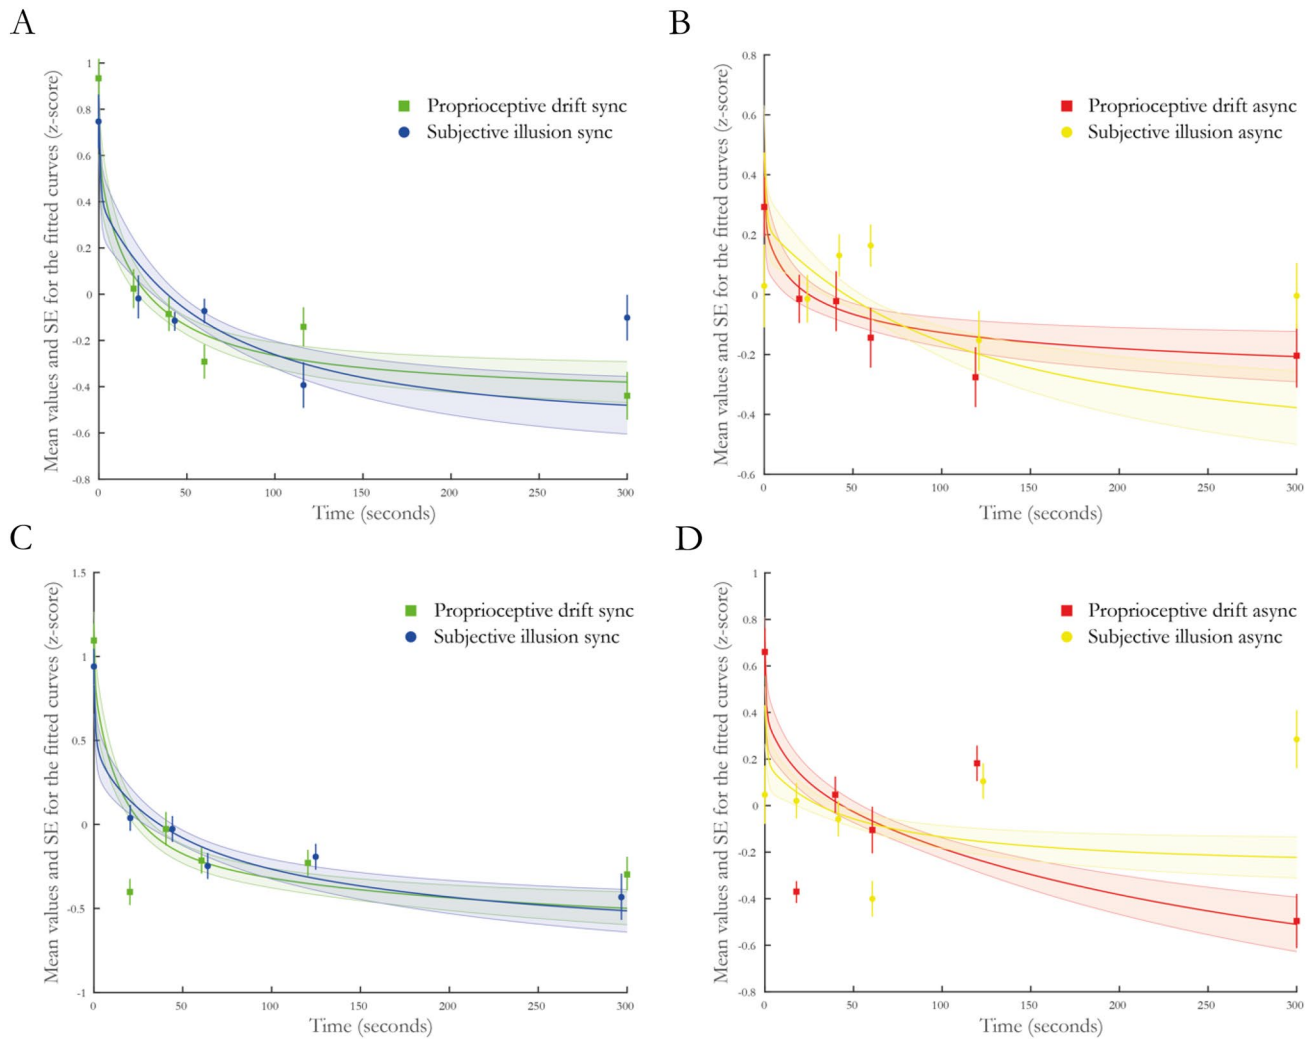 A
Mean values and SE for the fitted curves (z-score)
1
0.8
0.6
0.4
0.2
0
-0.2
-0.4
-0.6
-0.8
Proprioceptive drift sync
Subjective illusion sync
0 50 100 150 200 250 300
Time (seconds)
B
Mean values and SE for the fitted curves (z-score)
0.8
0.6
0.4
0.2
0
-0.2
-0.4
-0.6
Proprioceptive drift async
Subjective illusion async
0 50 100 150 200 250 300
Time (seconds)
C
Mean values and SE for the fitted curves (z-score)
1.5
1
0.5
0
-0.5
-1
Proprioceptive drift sync
Subjective illusion sync
0 50 100 150 200 250 300
Time (seconds)
D
Mean values and SE for the fitted curves (z-score)
1
0.8
0.6
0.4
0.2
0
-0.2
-0.4
-0.6
-0.8
Proprioceptive drift async
Subjective illusion async
0 50 100 150 200 250 300
Time (seconds)